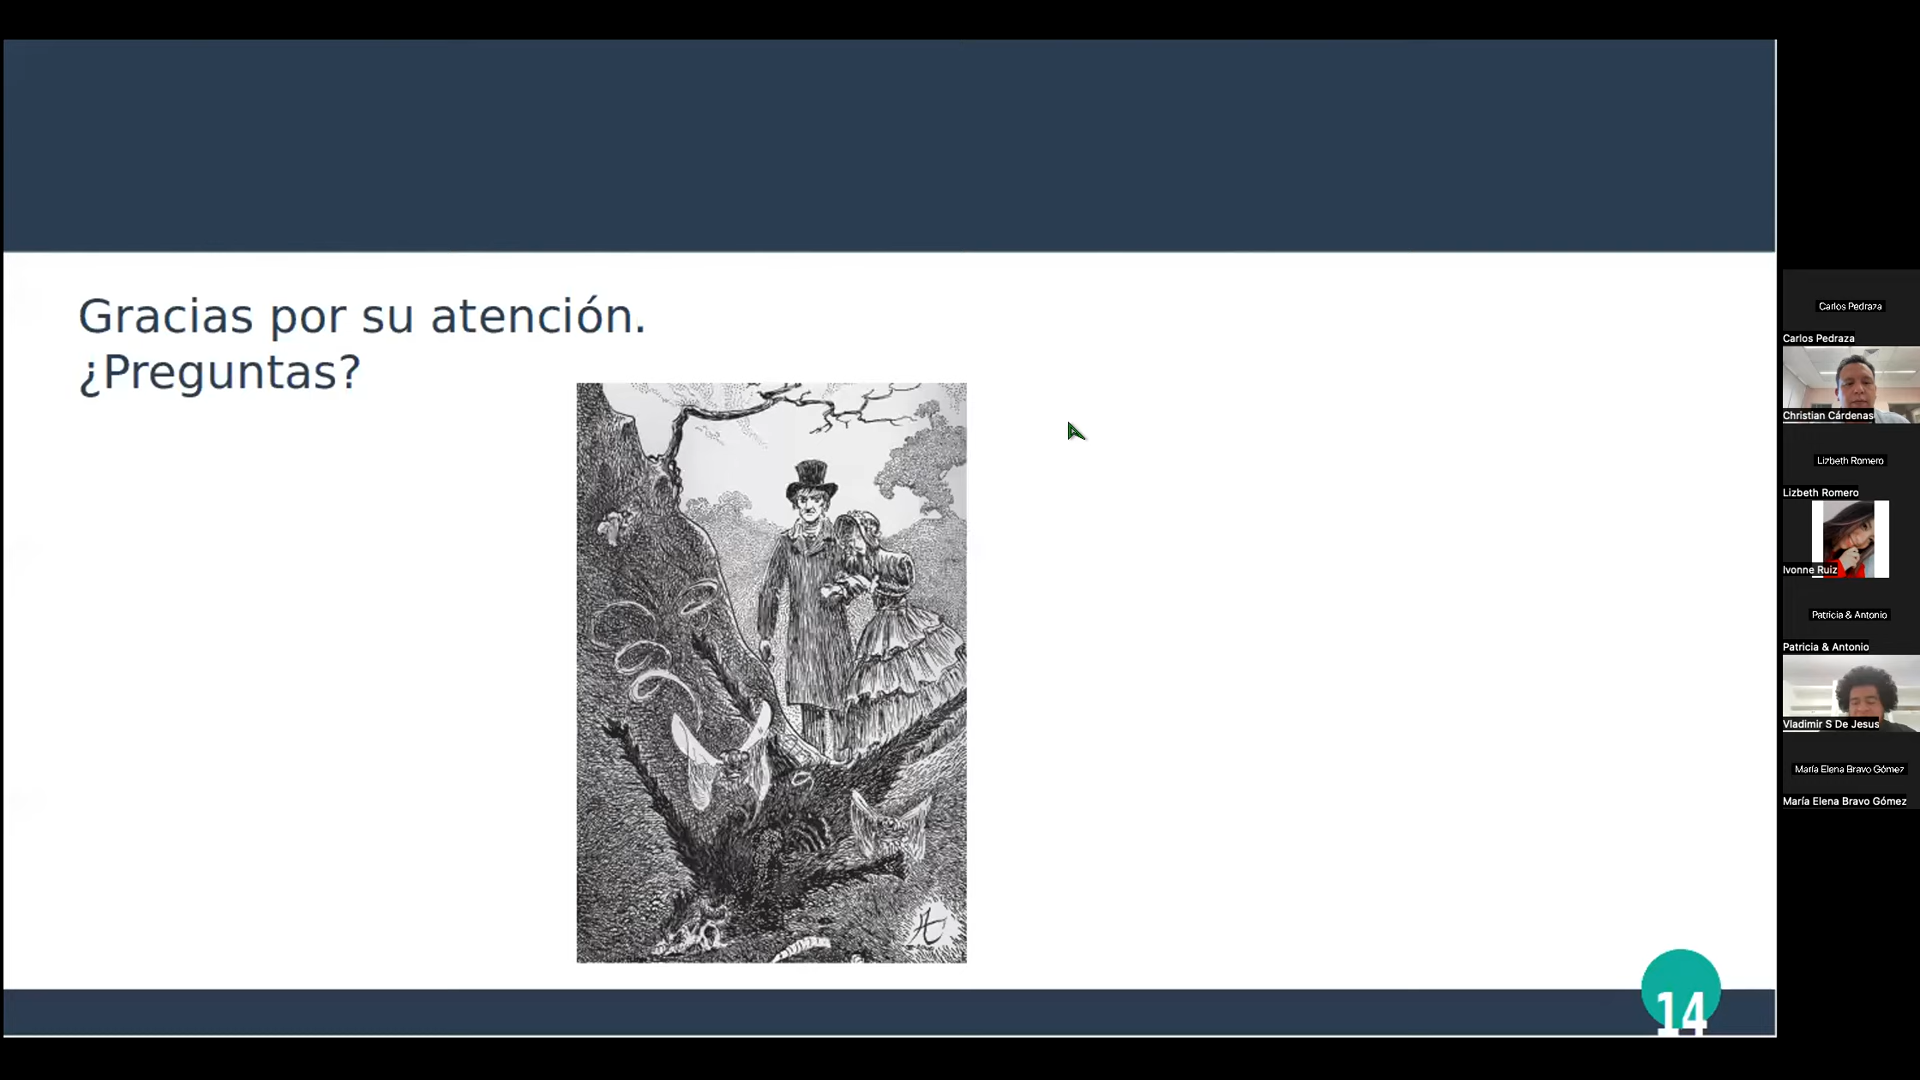 Gracias por su atención.
¿Preguntas?
14
Carlos Pedraza
Carlos Pedraza
Christian Cárdenas
Lizbeth Romero
Lizbeth Romero
Ivonne Ruiz
Patricia & Antonio
Patricia & Antonio
Vladimir S De Jesus
María Elena Bravo Gómez
María Elena Bravo Gómez